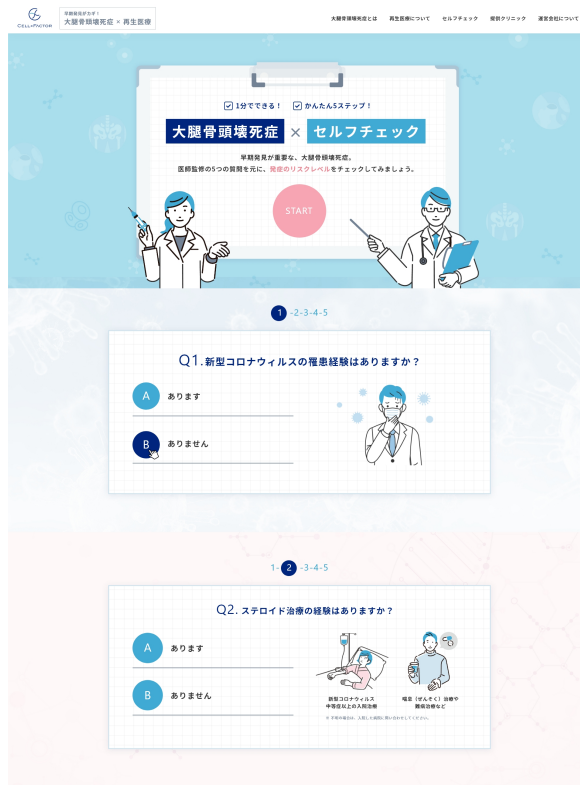 CELL FACTOR
早期発見がカギ!
大腿骨頭壊死症 × 再生医療
大腿骨頭壊死症とは
再生医療について
セルフチェック
提供クリニック
運営会社について
1分でできる!
かんたん5ステップ!
大腿骨頭壊死症 × セルフチェック
早期発見が重要な、大腿骨頭壊死症。
医師監修の5つの質問を元に、発症のリスクレベルをチェックしてみましょう。
START
1 -2-3-4-5
Q1.新型コロナウィルスの罹患経験はありますか?
A あります
B ありません
1- 2 -3-4-5
Q2. ステロイド治療の経験はありますか?
A あります
B ありません
新型コロナウィルス
中等症以上の入院治療
喘息(ぜんそく)治療や
難病治療など